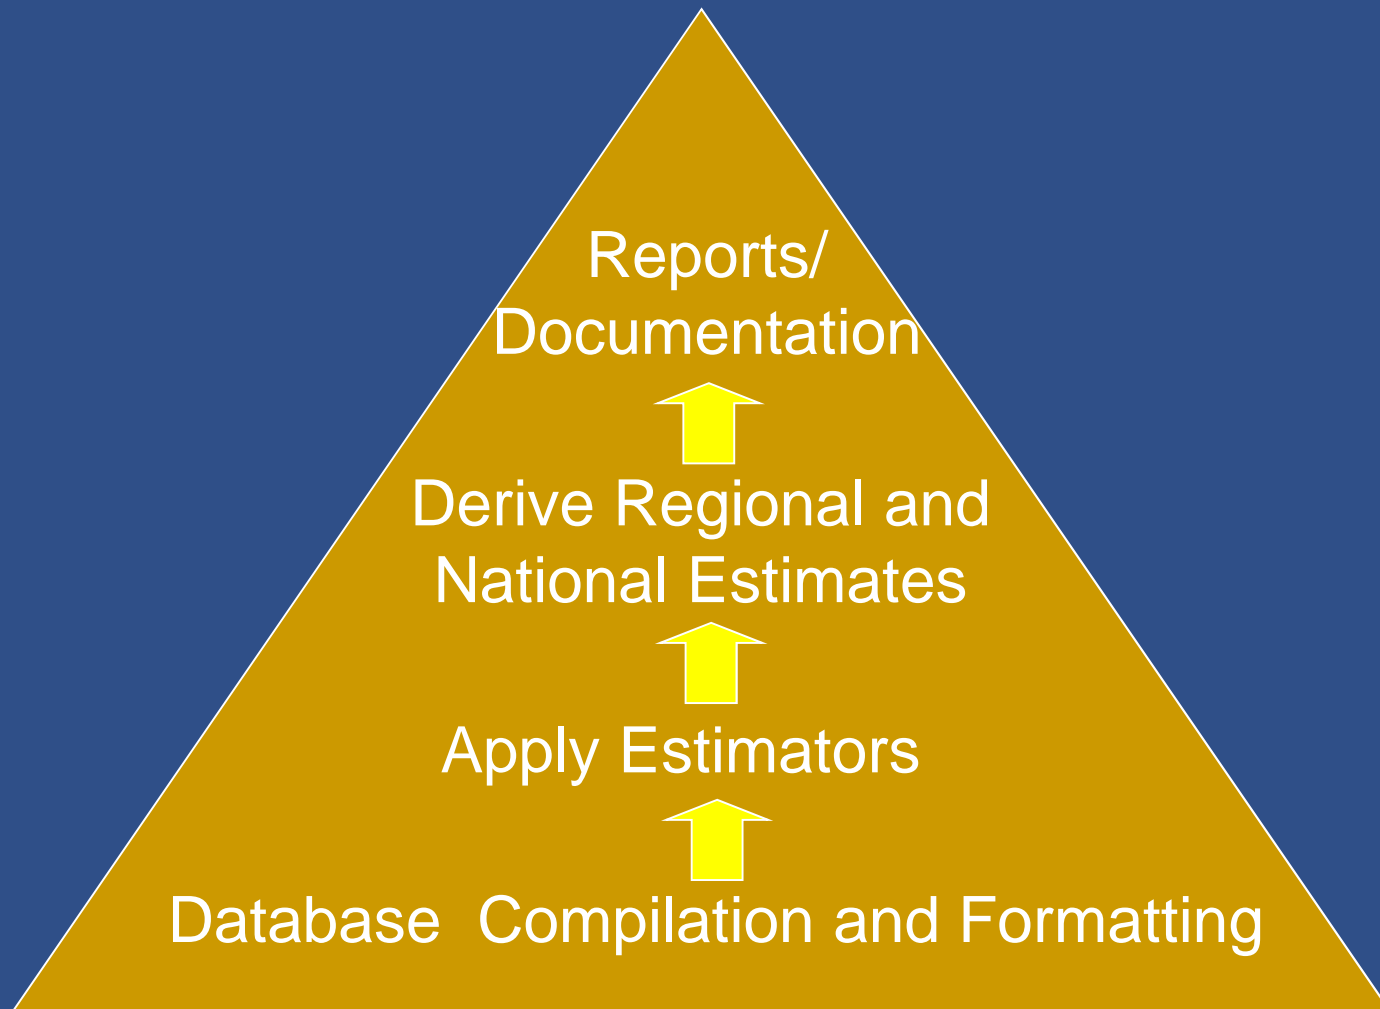 Reports/
Documentation
Derive Regional and
National Estimates
Apply Estimators
Database  Compilation and Formatting